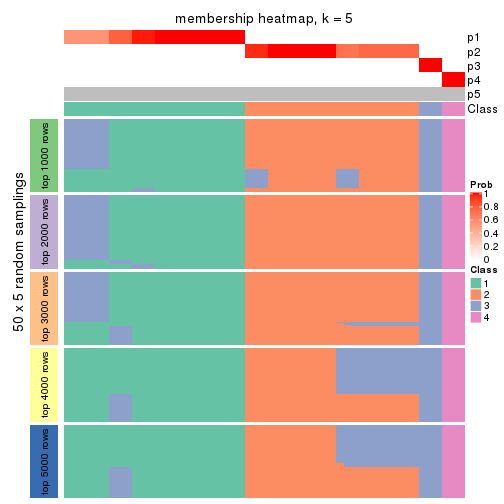 membership heatmap, k = 5
p1
p2
p3
p4
p5
Class
50 x 5 random samplings
top 1000 rows
top 2000 rows
top 3000 rows
top 4000 rows
top 5000 rows
Prob
1
0.8
0.6
0.4
0.2
0
Class
1
2
3
4